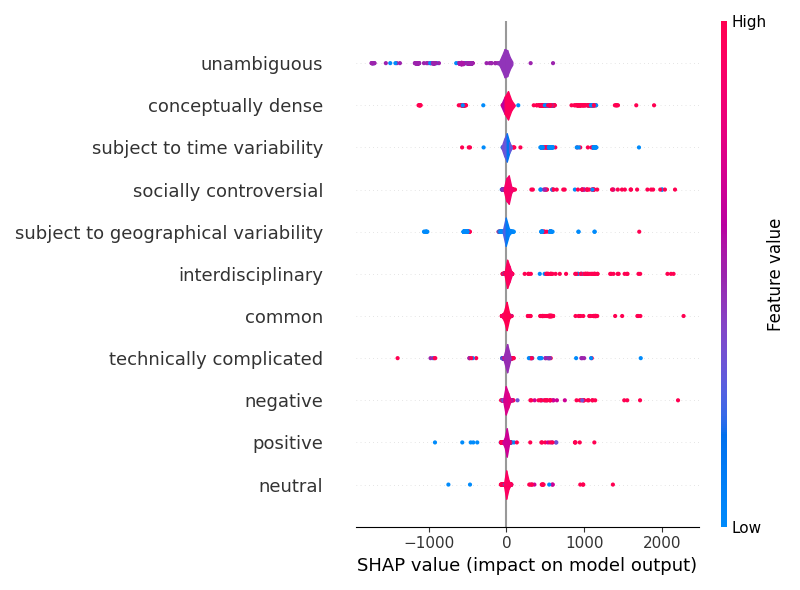 High
unambiguous
conceptually dense
subject to time variability
socially controversial
subject to geographical variability
interdisciplinary
common
technically complicated
negative
positive
neutral
Feature value
Low
−1000 0 1000 2000
SHAP value (impact on model output)